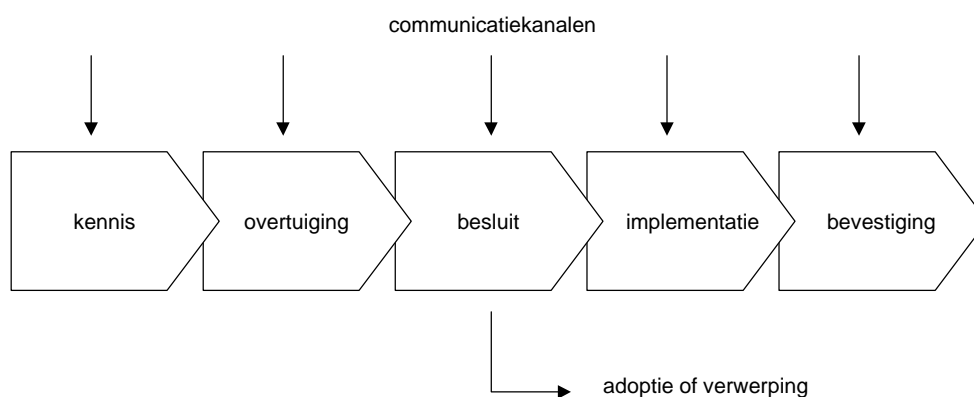 communicatiekanalen
kennis
overtuiging
besluit
implementatie
bevestiging
adoptie of verwerping